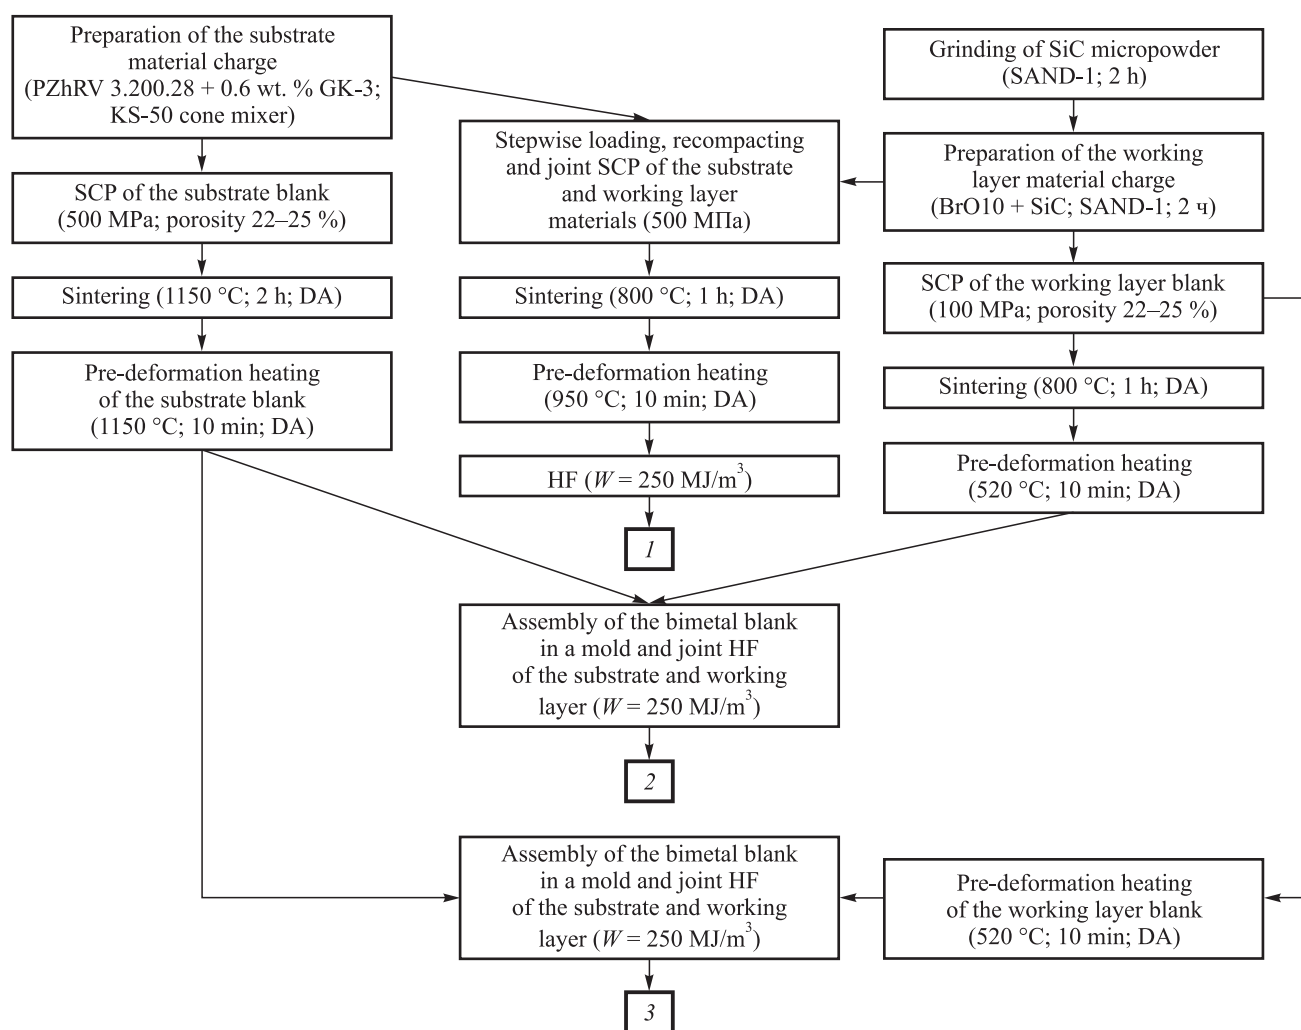 Preparation of the substrate
material charge
(PZhRV 3.200.28 + 0.6 wt. % GK-3;
KS-50 cone mixer)
SCP of the substrate blank
(500 MPa; porosity 22–25 %)
Sintering (1150 °C; 2 h; DA)
Pre-deformation heating
of the substrate blank
(1150 °C; 10 min; DA)
Stepwise loading, recompacting
and joint SCP of the substrate
and working layer
materials (500 МПа)
Sintering (800 °C; 1 h; DA)
Pre-deformation heating
(950 °C; 10 min; DA)
HF (W = 250 MJ/m³)
1
Grinding of SiC micropowder
(SAND-1; 2 h)
Preparation of the working
layer material charge
(BrO10 + SiC; SAND-1; 2 ч)
SCP of the working layer blank
(100 MPa; porosity 22–25 %)
Sintering (800 °C; 1 h; DA)
Pre-deformation heating
(520 °C; 10 min; DA)
Assembly of the bimetal blank
in a mold and joint HF
of the substrate and working
layer (W = 250 MJ/m³)
2
Assembly of the bimetal blank
in a mold and joint HF
of the substrate and working
layer (W = 250 MJ/m³)
Pre-deformation heating
of the working layer blank
(520 °C; 10 min; DA)
3